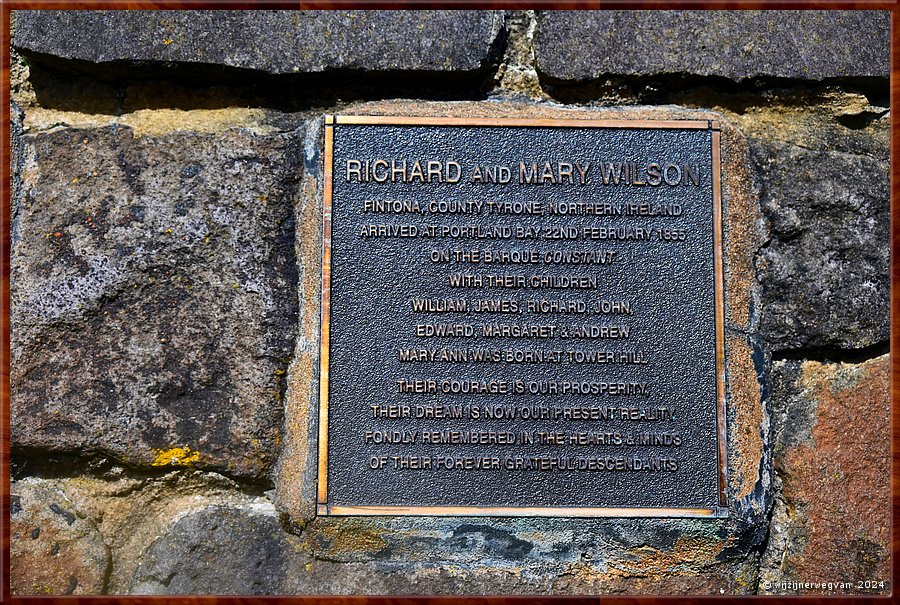 RICHARD AND MARY WILSON
FINTONA, COUNTY TYRONE, NORTHERN IRELAND
ARRIVED AT PORTLAND BAY 22ND FEBRUARY 1855
ON THE BARQUE CONSTANT
WITH THEIR CHILDREN
WILLIAM, JAMES, RICHARD, JOHN,
EDWARD, MARGARET & ANDREW
MARY ANN WAS BORN AT TOWER HILL
THEIR COURAGE IS OUR PROSPERITY,
THEIR DREAM IS NOW OUR PRESENT REALITY
FONDLY REMEMBERED IN THE HEARTS & MINDS
OF THEIR FOREVER GRATEFUL DESCENDANTS
© wijzijnerwegvan 2024